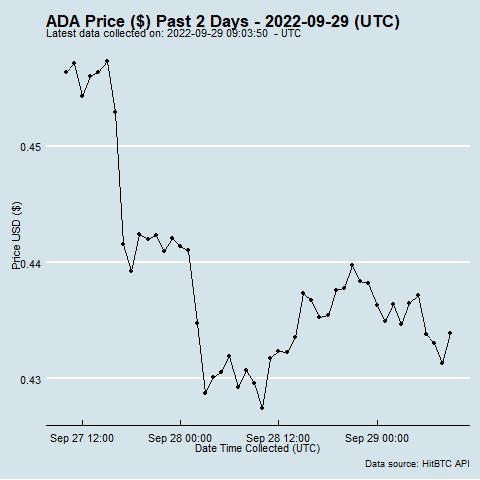 ADA Price ($) Past 2 Days - 2022-09-29 (UTC)
Latest data collected on: 2022-09-29 09:03:50  - UTC
0.45
0.44
0.43
Price USD ($)
Sep 27 12:00
Sep 28 00:00
Sep 28 12:00
Sep 29 00:00
Date Time Collected (UTC)
Data source: HitBTC API